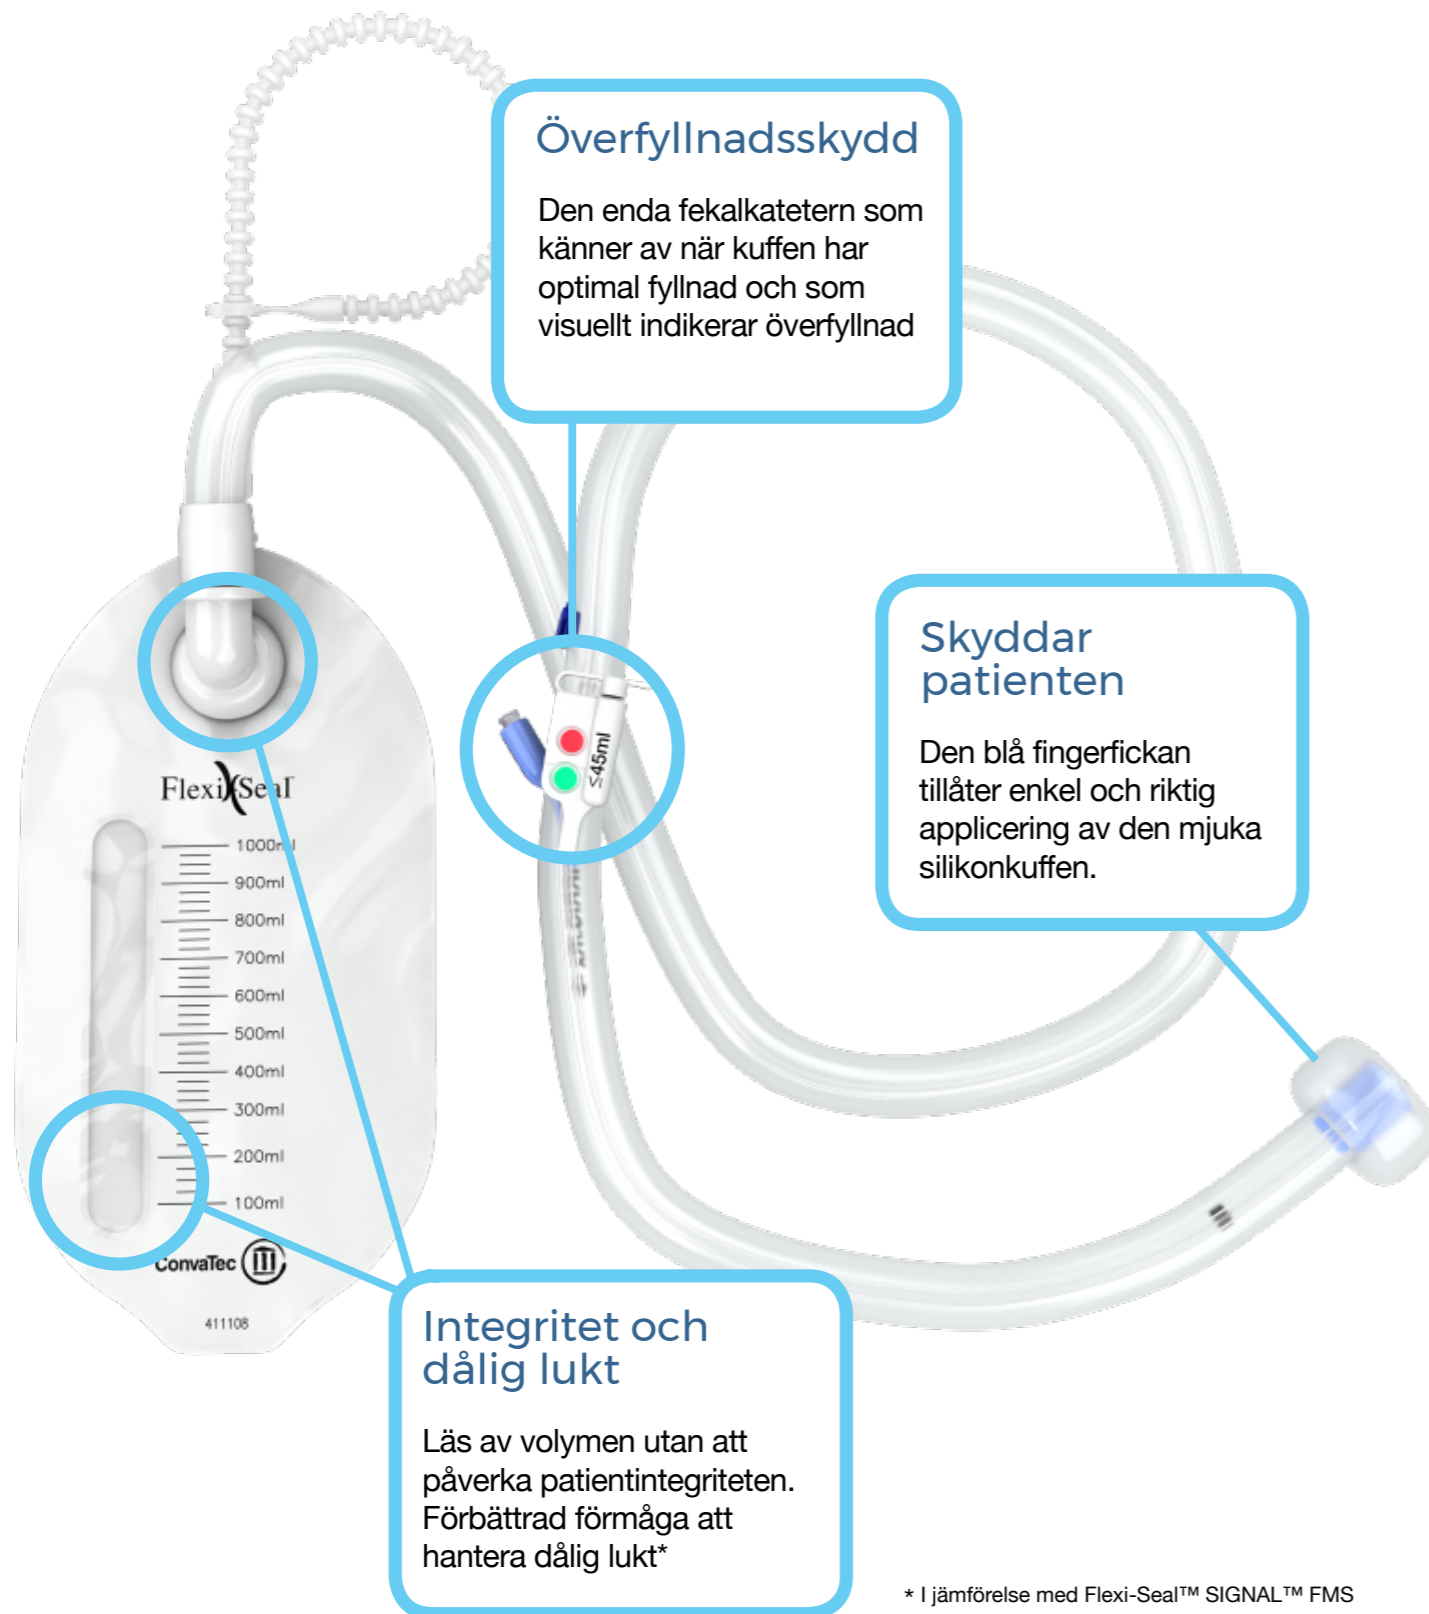 Överfyllnadsskydd
Den enda fekalkatetern som
känner av när kuffen har
optimal fyllnad och som
visuellt indikerar överfyllnad
Skyddar
patienten
Den blå fingerfickan
tillåter enkel och riktig
applicering av den mjuka
silikonkuffen.
≤45ml
Flexi Seal™
1000ml
900ml
800ml
700ml
600ml
500ml
400ml
300ml
200ml
100ml
ConvaTec
411108
Integritet och
dålig lukt
Läs av volymen utan att
påverka patientintegriteten.
Förbättrad förmåga att
hantera dålig lukt*
* I jämförelse med Flexi-Seal™ SIGNAL™ FMS